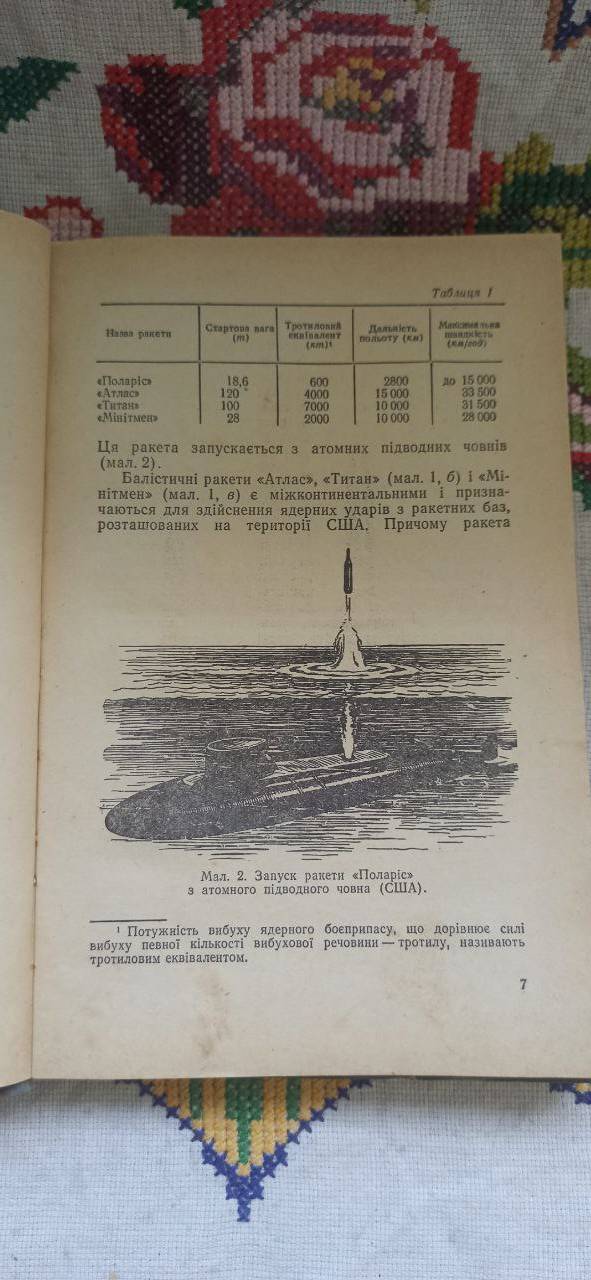 Таблиця 1
Назва ракети | Стартова вага (т) | Тротиловий еквівалент (кт)¹ | Дальність польоту (км) | Максимальна швидкість (км/год)
«Поларіс» 18,6 600 2800 до 15 000
«Атлас» 120 4000 15 000 33 500
«Титан» 100 7000 10 000 31 500
«Мінітмен» 28 2000 10 000 28 000
Ця ракета запускається з атомних підводних човнів
(мал. 2).
Балістичні ракети «Атлас», «Титан» (мал. 1, б) і «Мі-
нітмен» (мал. 1, в) є міжконтинентальними і призна-
чаються для здійснення ядерних ударів з ракетних баз,
розташованих на території США. Причому ракета
Мал. 2. Запуск ракети «Поларіс»
з атомного підводного човна (США).
¹ Потужність вибуху ядерного боєприпасу, що дорівнює силі
вибуху певної кількості вибухової речовини — тротилу, називають
тротиловим еквівалентом.
7